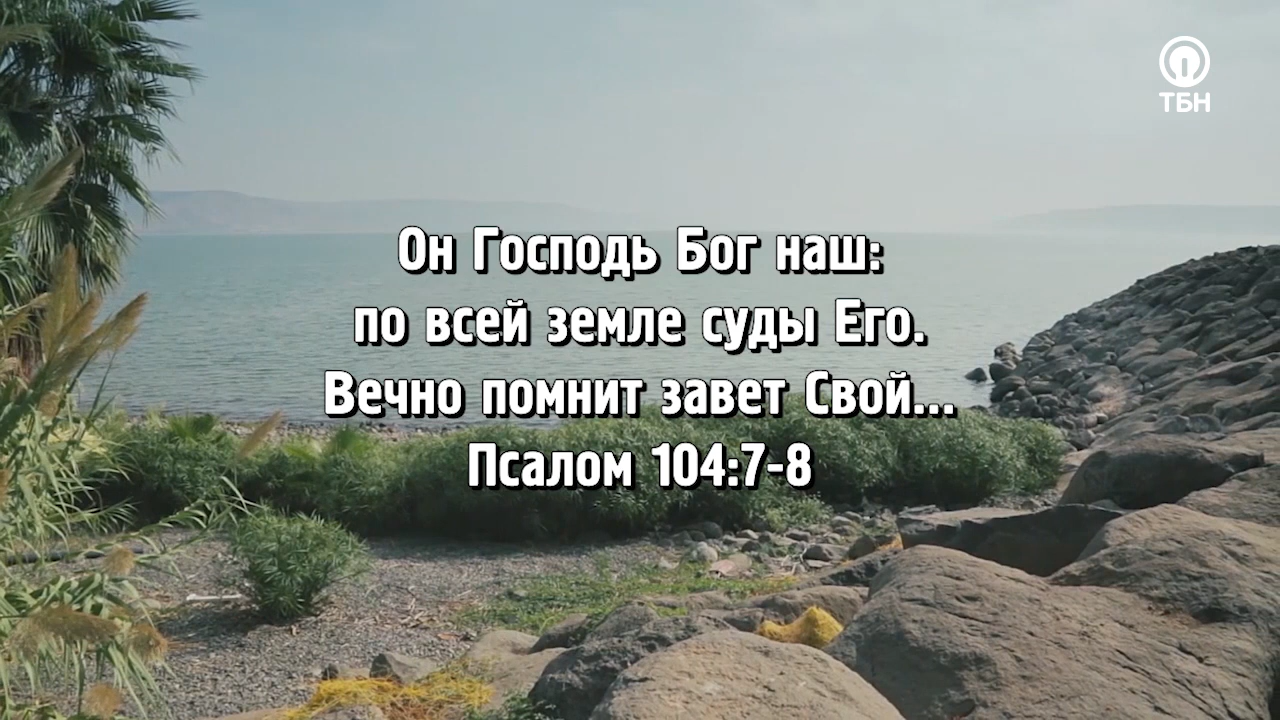 ТБН
Он Господь Бог наш:
по всей земле суды Его.
Вечно помнит завет Свой...
Псалом 104:7-8